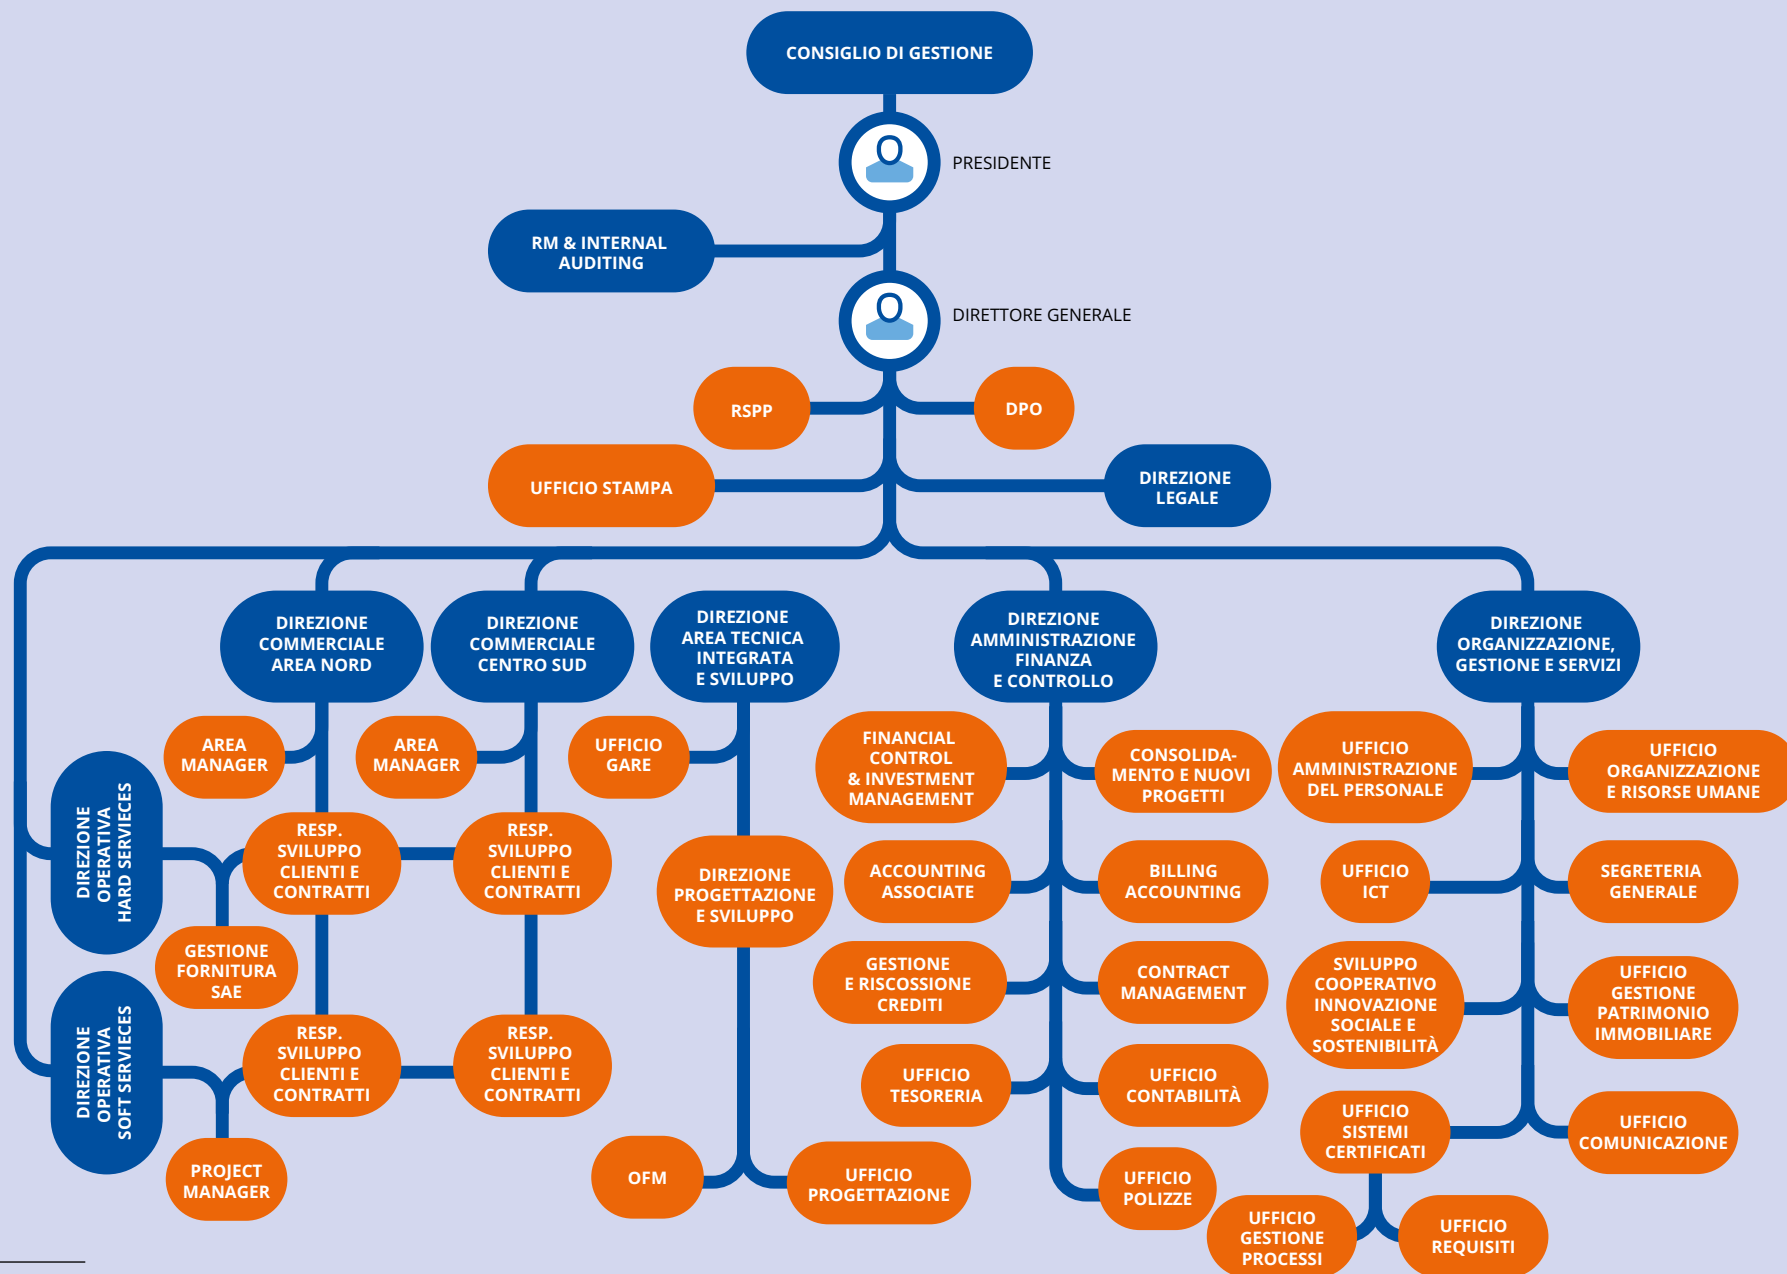 CONSIGLIO DI GESTIONE
PRESIDENTE
RM & INTERNAL
AUDITING
DIRETTORE GENERALE
RSPP
DPO
UFFICIO STAMPA
DIREZIONE
LEGALE
DIREZIONE
COMMERCIALE
AREA NORD
DIREZIONE
COMMERCIALE
CENTRO SUD
DIREZIONE
AREA TECNICA
INTEGRATA
E SVILUPPO
DIREZIONE
AMMINISTRAZIONE
FINANZA
E CONTROLLO
DIREZIONE
ORGANIZZAZIONE,
GESTIONE E SERVIZI
AREA
MANAGER
AREA
MANAGER
UFFICIO
GARE
FINANCIAL
CONTROL
& INVESTMENT
MANAGEMENT
CONSOLIDA-
MENTO E NUOVI
PROGETTI
UFFICIO
AMMINISTRAZIONE
DEL PERSONALE
UFFICIO
ORGANIZZAZIONE
E RISORSE UMANE
DIREZIONE
OPERATIVA
HARD SERVIECES
RESP.
SVILUPPO
CLIENTI E
CONTRATTI
RESP.
SVILUPPO
CLIENTI E
CONTRATTI
DIREZIONE
PROGETTAZIONE
E SVILUPPO
ACCOUNTING
ASSOCIATE
BILLING
ACCOUNTING
UFFICIO
ICT
SEGRETERIA
GENERALE
GESTIONE
FORNITURA
SAE
GESTIONE
E RISCOSSIONE
CREDITI
CONTRACT
MANAGEMENT
SVILUPPO
COOPERATIVO
INNOVAZIONE
SOCIALE E
SOSTENIBILITÀ
UFFICIO
GESTIONE
PATRIMONIO
IMMOBILIARE
DIREZIONE
OPERATIVA
SOFT SERVIECES
RESP.
SVILUPPO
CLIENTI E
CONTRATTI
RESP.
SVILUPPO
CLIENTI E
CONTRATTI
UFFICIO
TESORERIA
UFFICIO
CONTABILITÀ
UFFICIO
SISTEMI
CERTIFICATI
UFFICIO
COMUNICAZIONE
PROJECT
MANAGER
OFM
UFFICIO
PROGETTAZIONE
UFFICIO
POLIZZE
UFFICIO
GESTIONE
PROCESSI
UFFICIO
REQUISITI